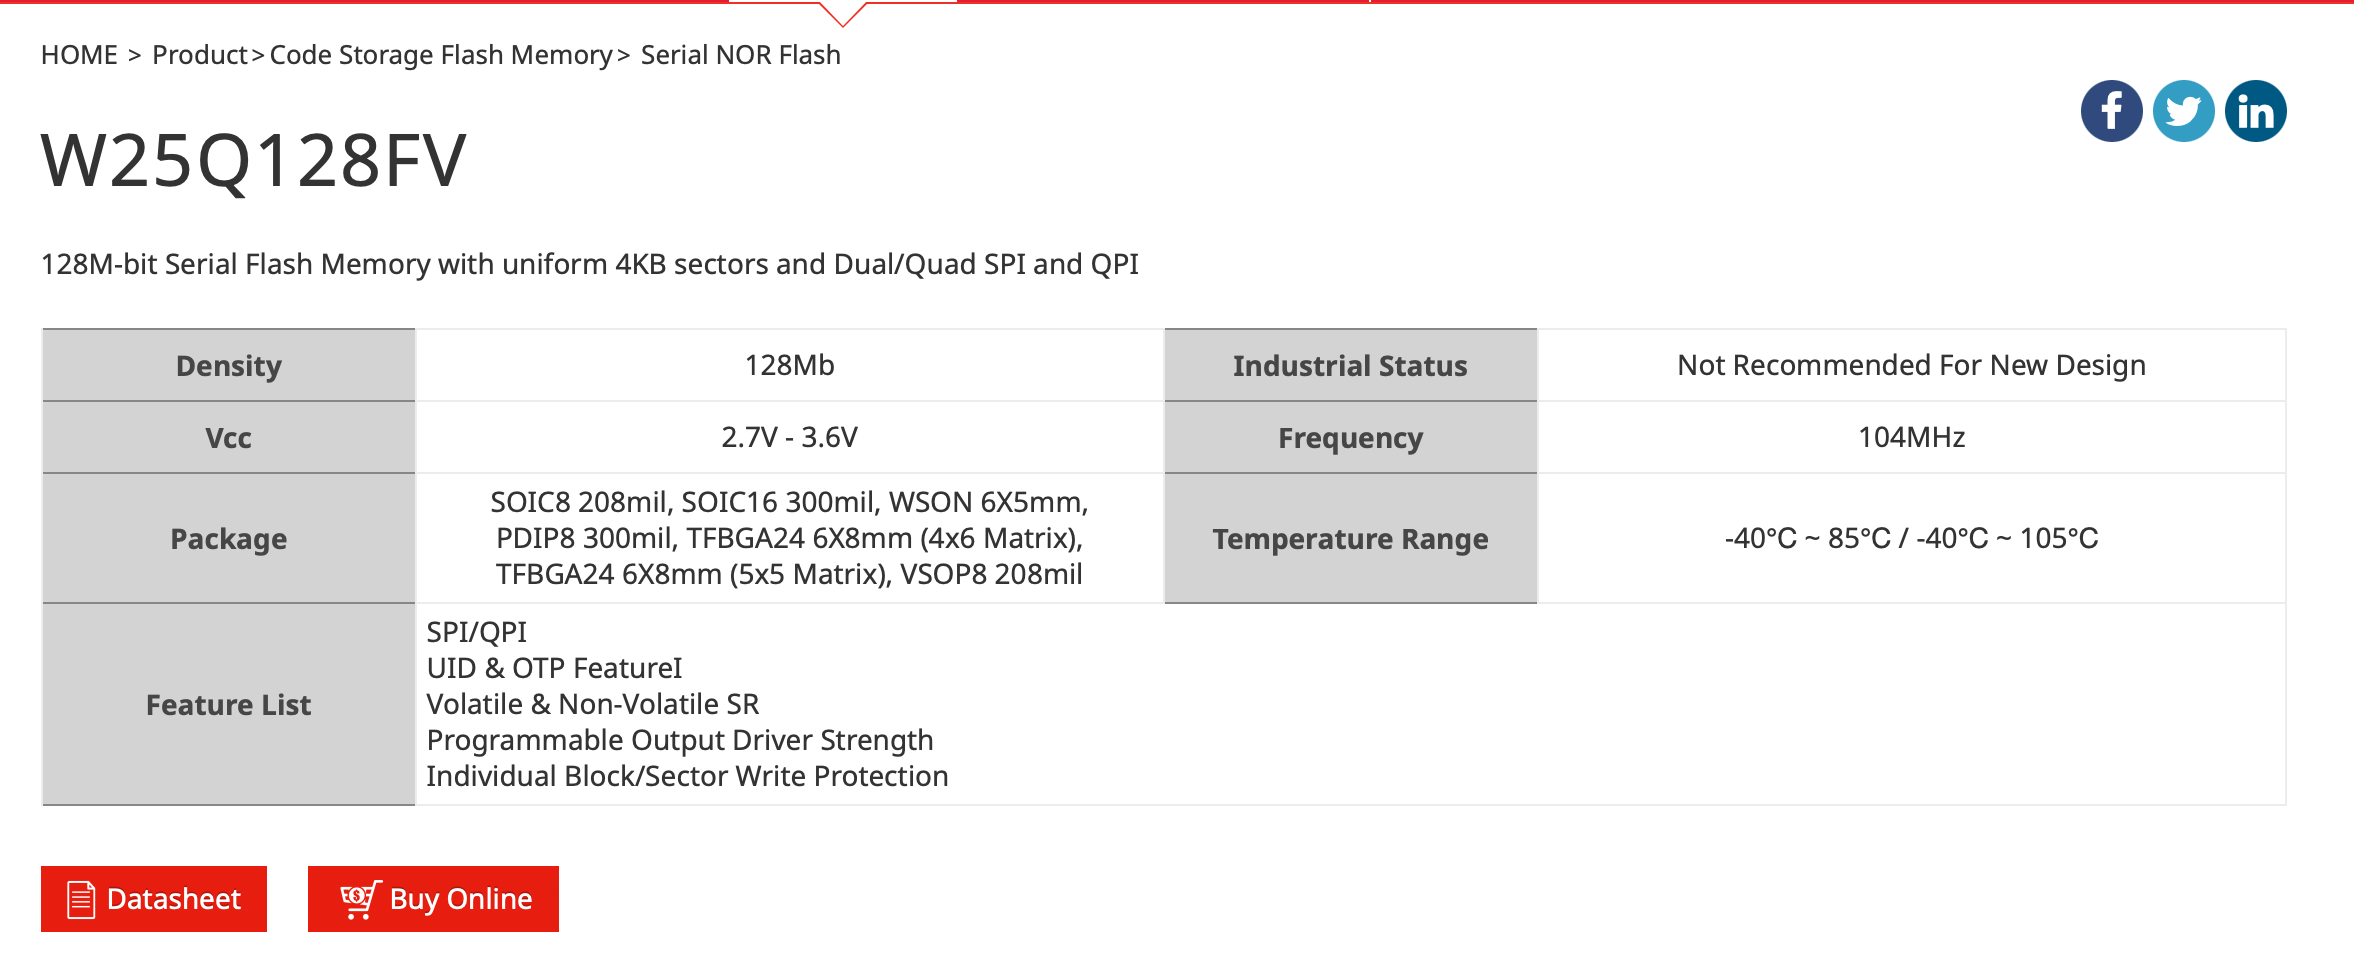 HOME > Product > Code Storage Flash Memory > Serial NOR Flash
W25Q128FV
128M-bit Serial Flash Memory with uniform 4KB sectors and Dual/Quad SPI and QPI
Density 128Mb Industrial Status Not Recommended For New Design
Vcc 2.7V - 3.6V Frequency 104MHz
Package
SOIC8 208mil, SOIC16 300mil, WSON 6X5mm,
PDIP8 300mil, TFBGA24 6X8mm (4x6 Matrix),
TFBGA24 6X8mm (5x5 Matrix), VSOP8 208mil
Temperature Range -40℃ ~ 85℃ / -40℃ ~ 105℃
Feature List
SPI/QPI
UID & OTP FeatureI
Volatile & Non-Volatile SR
Programmable Output Driver Strength
Individual Block/Sector Write Protection
Datasheet Buy Online